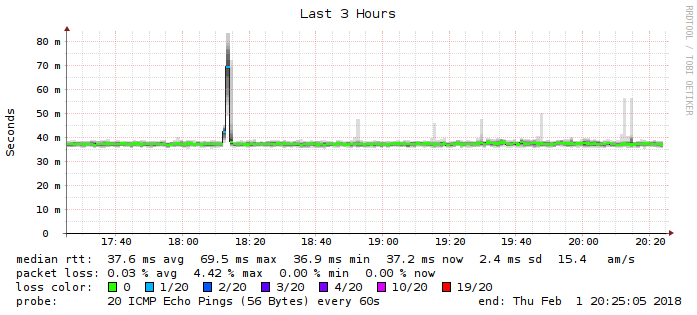 Last 3 Hours
RRDTOOL / TOBI OETIKER
Seconds
80 m
70 m
60 m
50 m
40 m
30 m
20 m
10 m
0
17:40 18:00 18:20 18:40 19:00 19:20 19:40 20:00 20:20
median rtt: 37.6 ms avg 69.5 ms max 36.9 ms min 37.2 ms now 2.4 ms sd 15.4 am/s
packet loss: 0.03 % avg 4.42 % max 0.00 % min 0.00 % now
loss color: 0 1/20 2/20 3/20 4/20 10/20 19/20
probe: 20 ICMP Echo Pings (56 Bytes) every 60s end: Thu Feb 1 20:25:05 2018